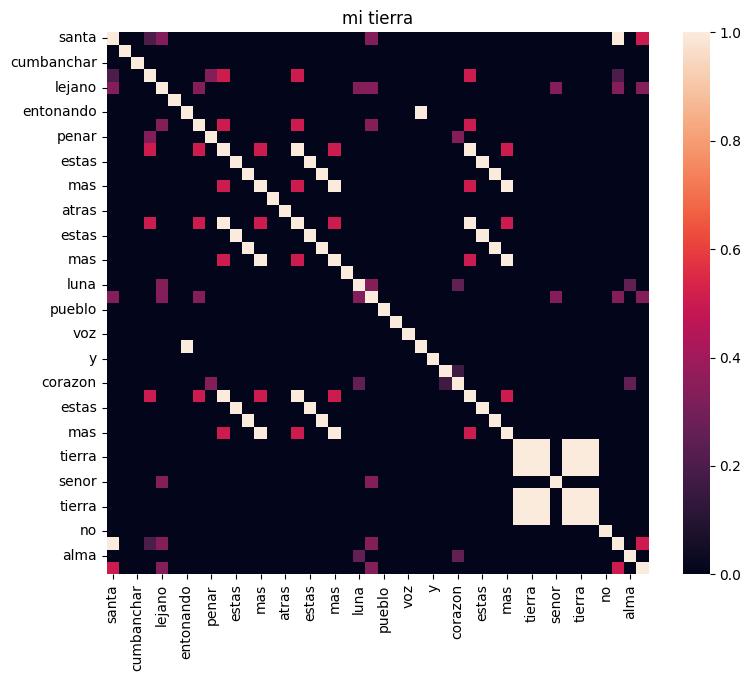 mi tierra
santa
cumbanchar
lejano
entonando
penar
estas
mas
atras
estas
mas
luna
pueblo
voz
y
corazon
estas
mas
tierra
senor
tierra
no
alma
santa
cumbanchar
lejano
entonando
penar
estas
mas
atras
estas
mas
luna
pueblo
voz
y
corazon
estas
mas
tierra
senor
tierra
no
alma
1.0
0.8
0.6
0.4
0.2
0.0